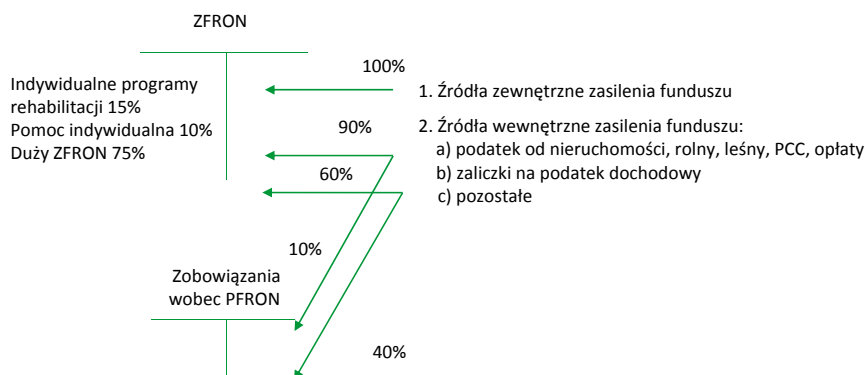 ZFRON
Indywidualne programy
rehabilitacji 15%
Pomoc indywidualna 10%
Duży ZFRON 75%
100%
90%
60%
1. Źródła zewnętrzne zasilenia funduszu
2. Źródła wewnętrzne zasilenia funduszu:
a) podatek od nieruchomości, rolny, leśny, PCC, opłaty
b) zaliczki na podatek dochodowy
c) pozostałe
10%
Zobowiązania
wobec PFRON
40%